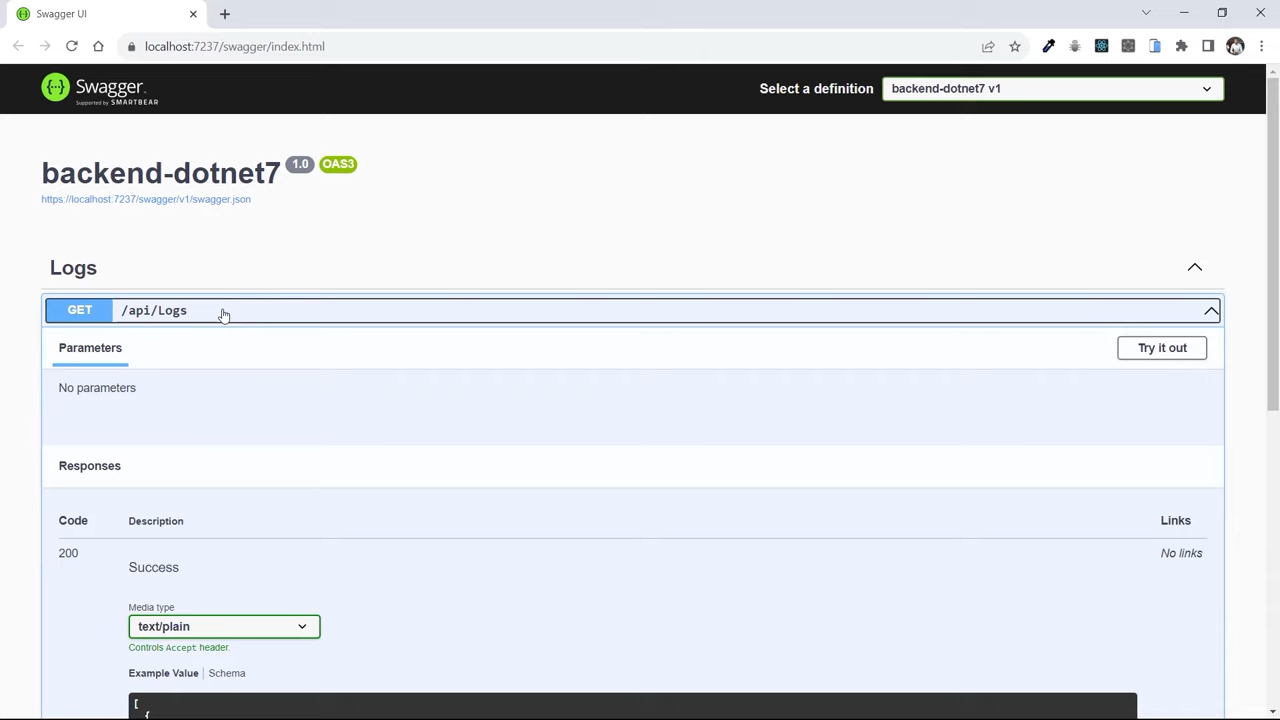 Swagger UI
localhost:7237/swagger/index.html
Swagger.
Supported by SMARTBEAR
Select a definition
backend-dotnet7 v1
backend-dotnet7 1.0 OAS3
https://localhost:7237/swagger/v1/swagger.json
Logs
GET /api/Logs
Parameters
Try it out
No parameters
Responses
Code Description Links
200 No links
Success
Media type
text/plain
Controls Accept header.
Example Value Schema
[
{